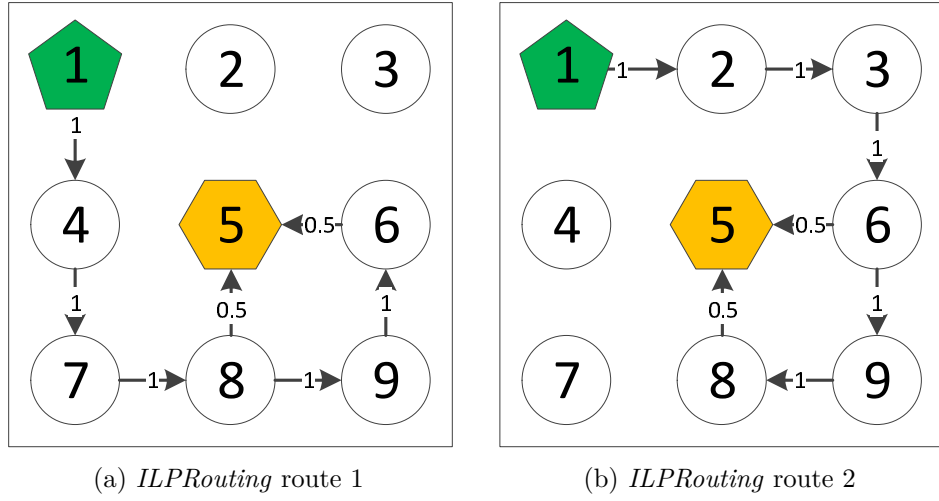 1 2 3
1
4 5 6
0.5
1 0.5 1
7 1 8 1 9
(a) ILPRouting route 1
1 1 2 1 3
1
4 5 0.5 6
0.5 1
7 8 1 9
(b) ILPRouting route 2